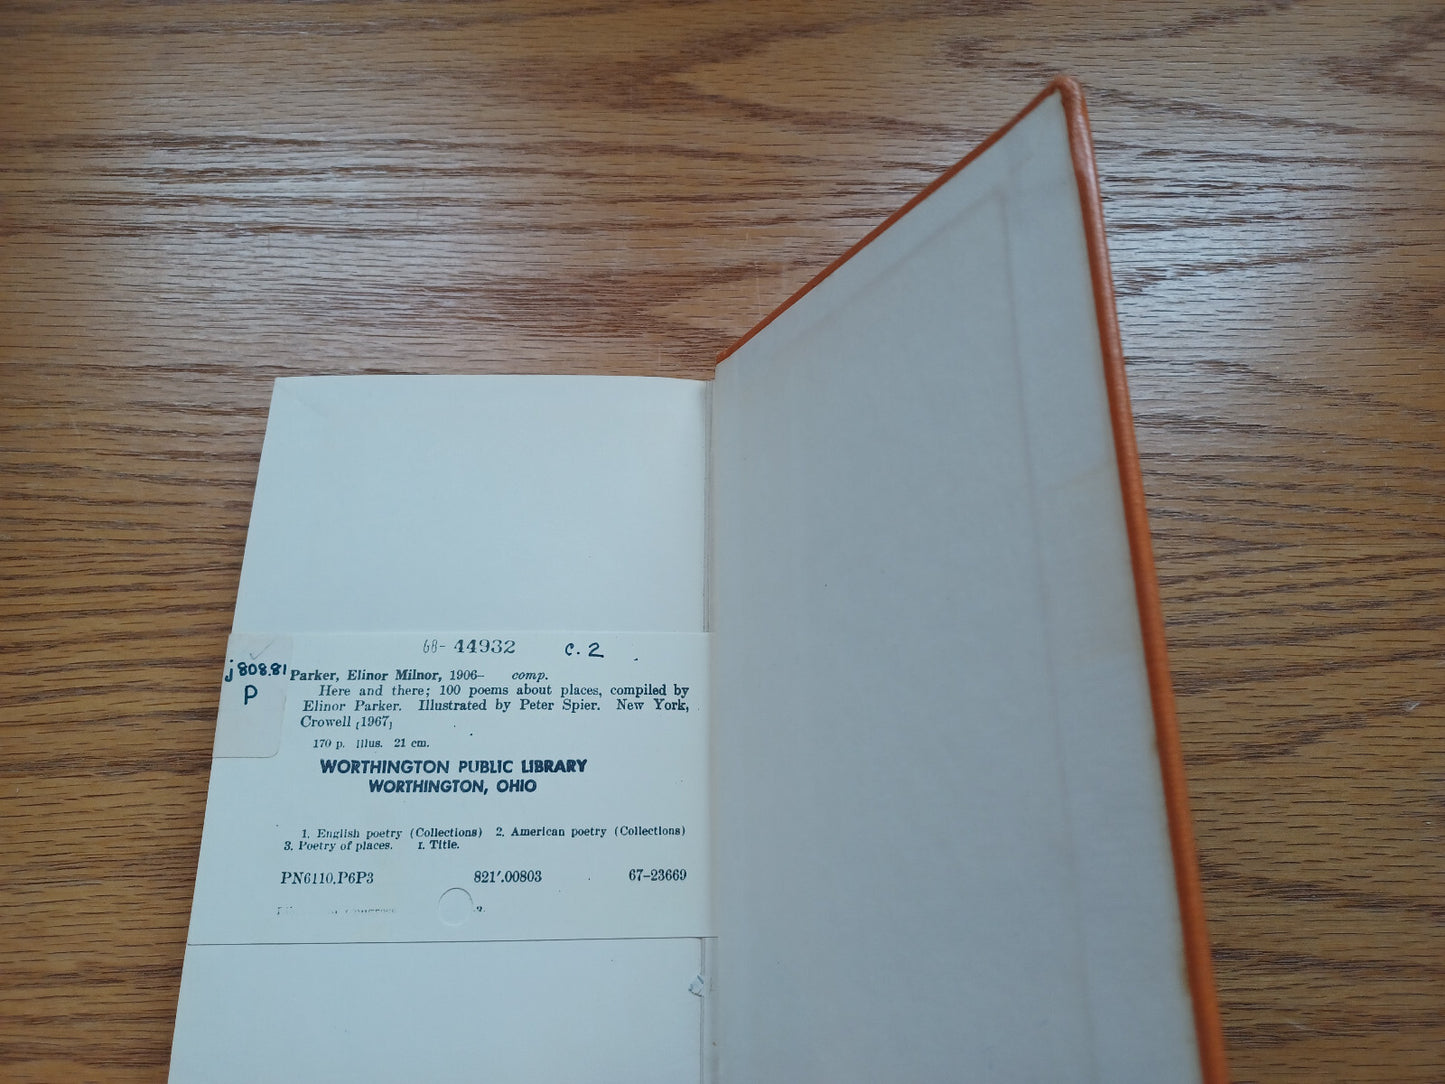 68- 44932 c. 2
j808.81
P
Parker, Elinor Milnor, 1906– comp.
Here and there; 100 poems about places, compiled by
Elinor Parker. Illustrated by Peter Spier. New York,
Crowell [1967]
170 p. illus. 21 cm.
WORTHINGTON PUBLIC LIBRARY
WORTHINGTON, OHIO
1. English poetry (Collections) 2. American poetry (Collections)
3. Poetry of places. I. Title.
PN6110.P6P3 821′.00803 67–23669